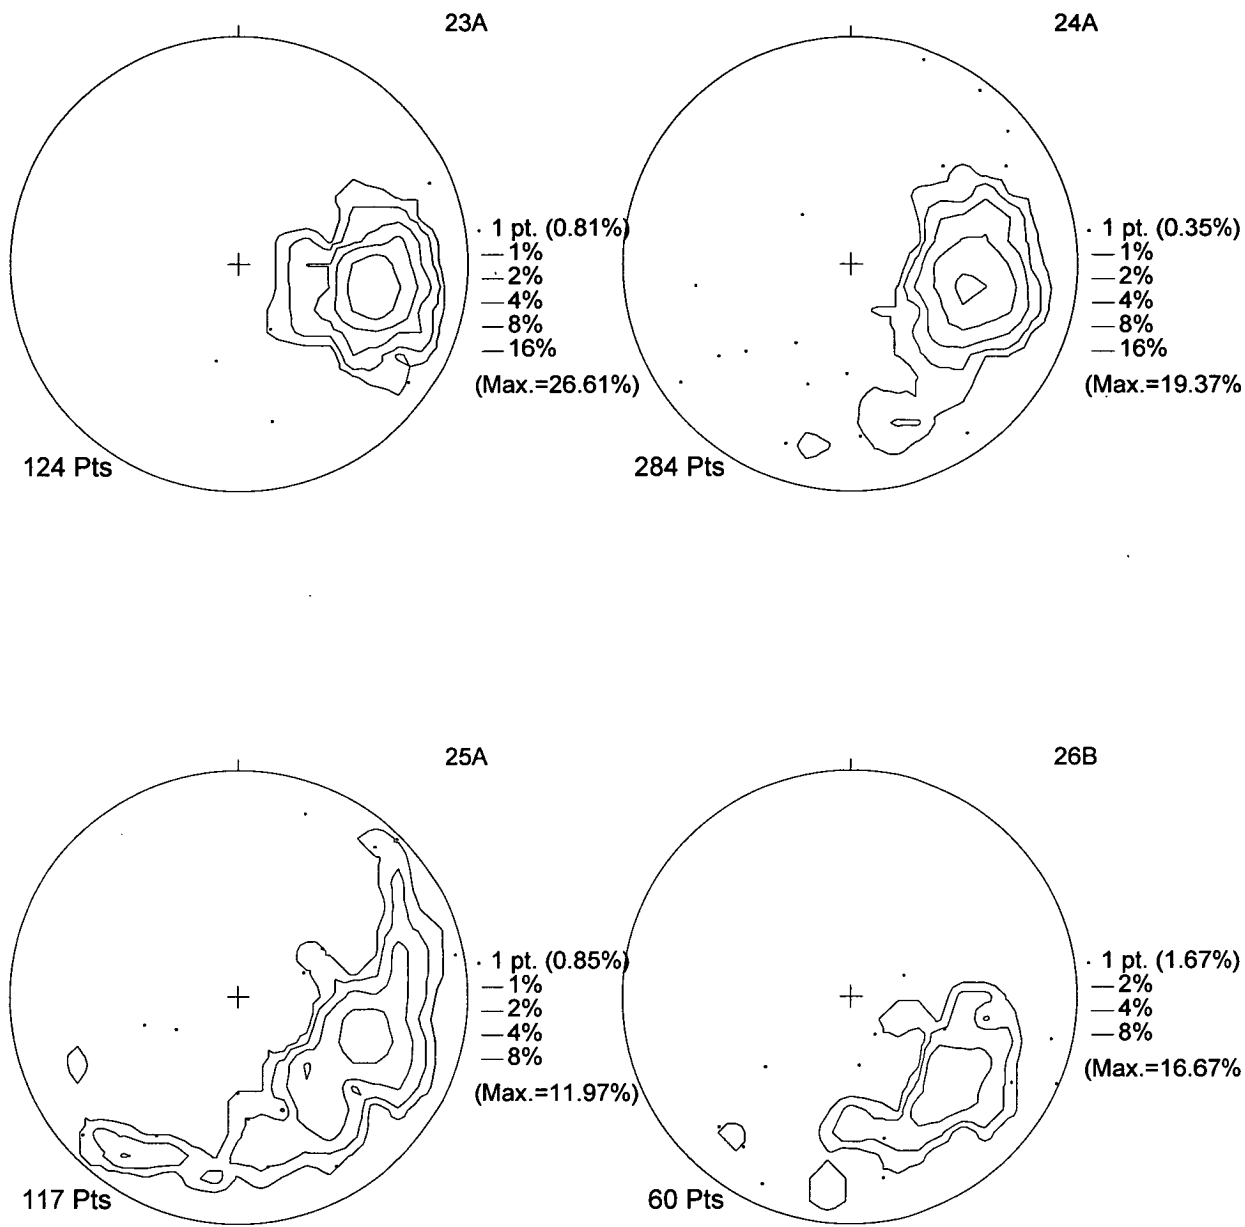 23A
· 1 pt. (0.81%)
— 1%
— 2%
— 4%
— 8%
— 16%
(Max.=26.61%)
124 Pts
24A
· 1 pt. (0.35%)
— 1%
— 2%
— 4%
— 8%
— 16%
(Max.=19.37%
284 Pts
25A
· 1 pt. (0.85%)
— 1%
— 2%
— 4%
— 8%
(Max.=11.97%)
117 Pts
26B
· 1 pt. (1.67%)
— 2%
— 4%
— 8%
(Max.=16.67%
60 Pts